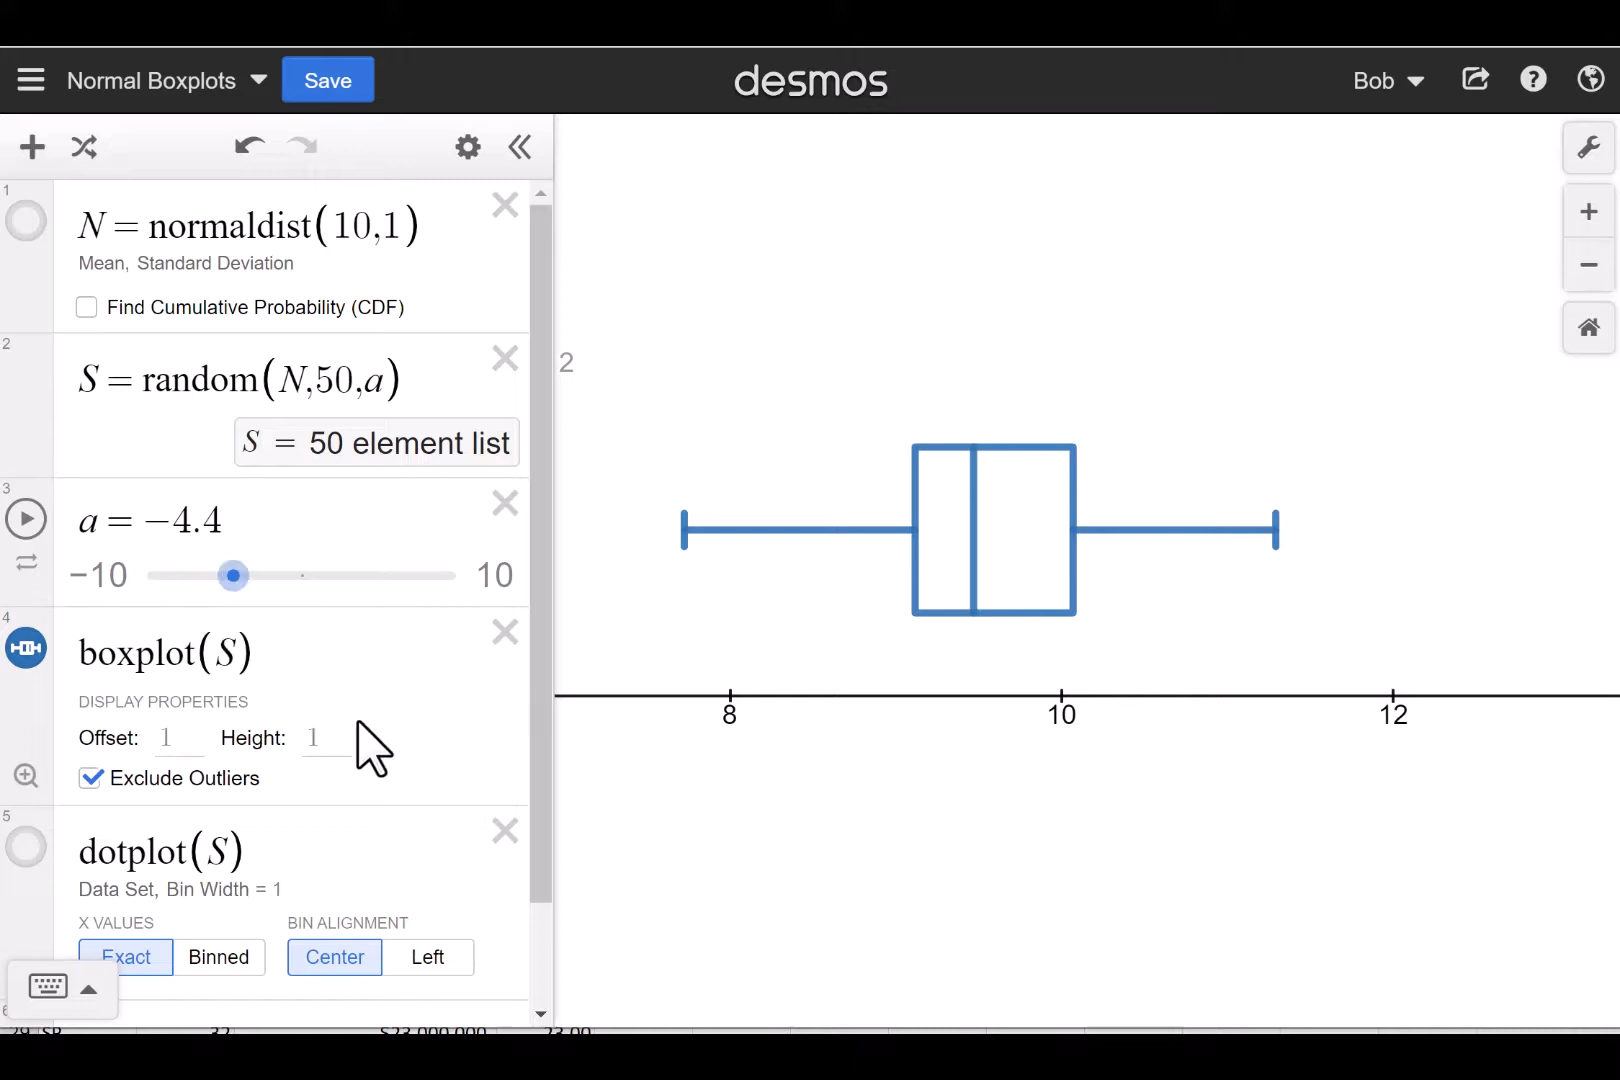 Normal Boxplots Save desmos Bob
1
N = normaldist(10,1)
Mean, Standard Deviation
Find Cumulative Probability (CDF)
2
S = random(N,50,a)
S = 50 element list
3
a = −4.4
−10 10
4
boxplot(S)
DISPLAY PROPERTIES
Offset: 1 Height: 1
Exclude Outliers
5
dotplot(S)
Data Set, Bin Width = 1
X VALUES BIN ALIGNMENT
Exact Binned Center Left
2
8 10 12